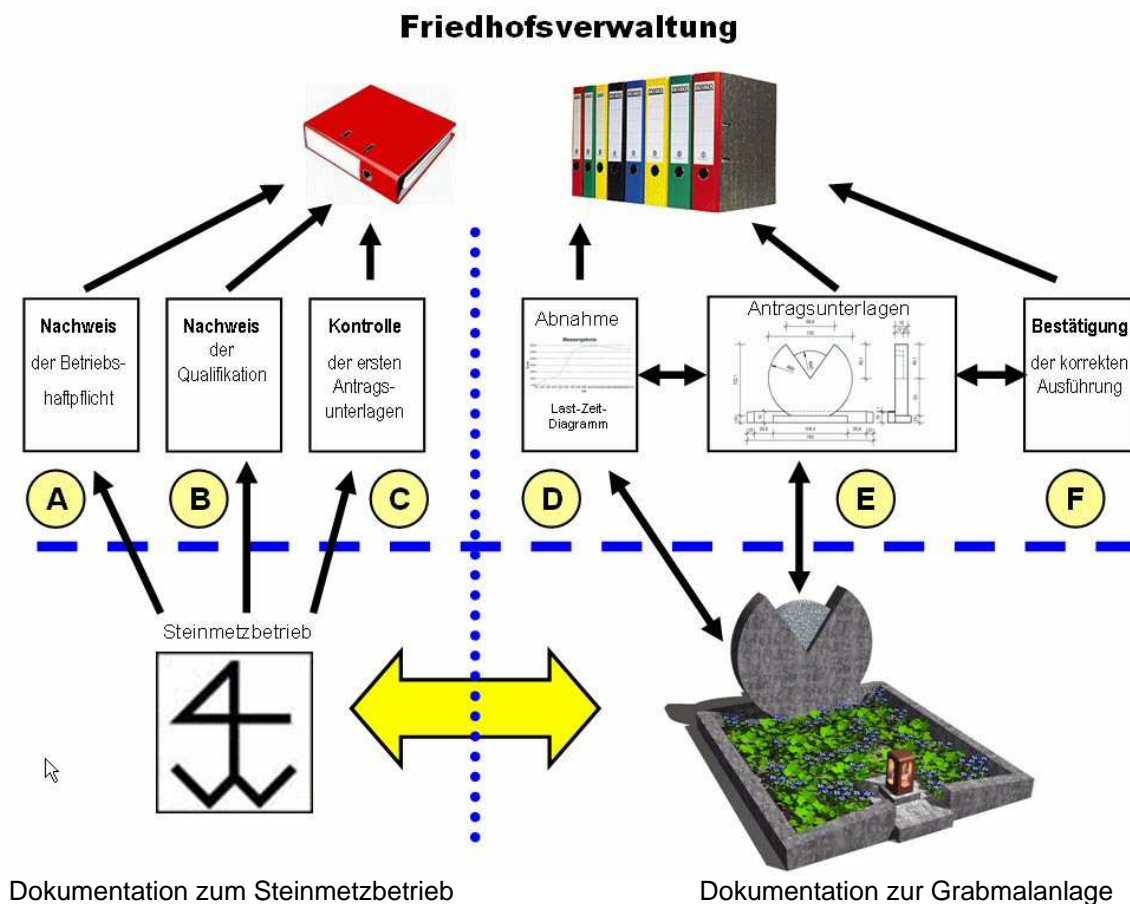 Friedhofsverwaltung
Nachweis
der Betriebs-
haftpflicht
Nachweis
der
Qualifikation
Kontrolle
der ersten
Antrags-
unterlagen
Abnahme
Last-Zeit-
Diagramm
Antragsunterlagen
Bestätigung
der korrekten
Ausführung
A
B
C
D
E
F
Steinmetzbetrieb
Dokumentation zum Steinmetzbetrieb
Dokumentation zur Grabmalanlage